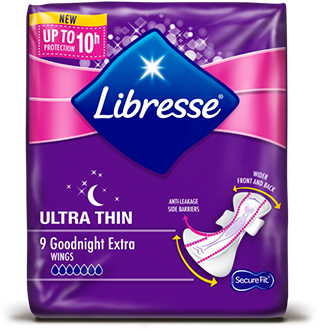 NEW
UP TO 10h
PROTECTION
Libresse®
ULTRA THIN
9 Goodnight Extra
WINGS
ANTI-LEAKAGE
SIDE BARRIERS
WIDER
FRONT AND BACK
SECUREFIT